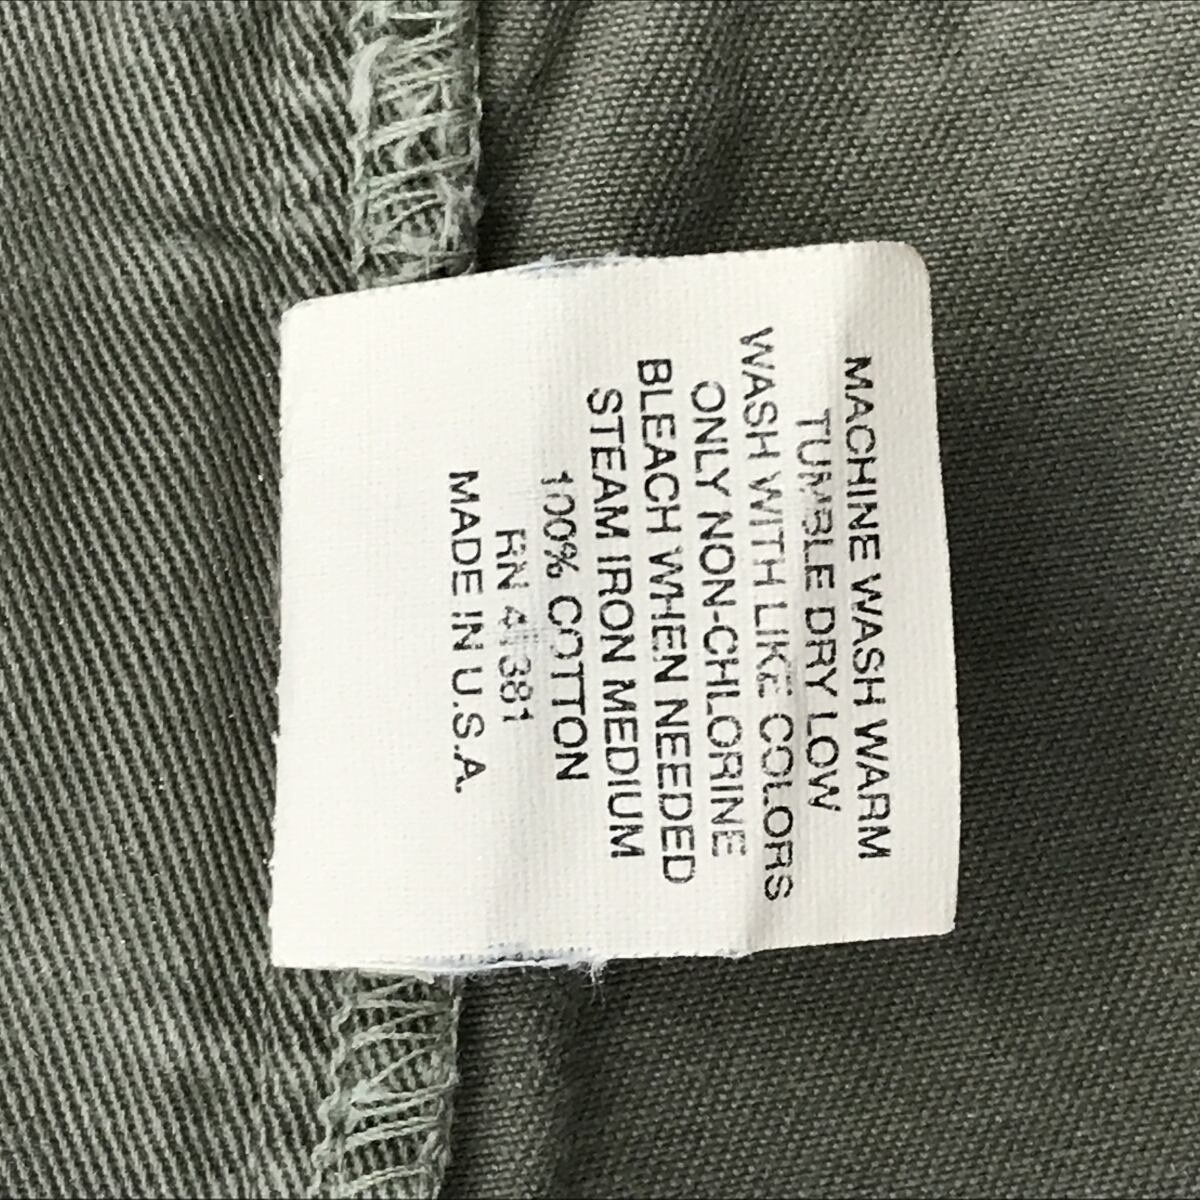 MACHINE WASH WARM
TUMBLE DRY LOW
WASH WITH LIKE COLORS
ONLY NON-CHLORINE
BLEACH WHEN NEEDED
STEAM IRON MEDIUM
100% COTTON
RN 41381
MADE IN U.S.A.